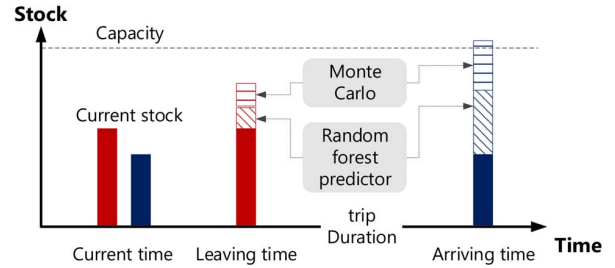 Stock
Capacity
Monte
Carlo
Current stock
Random
forest
predictor
trip
Duration
Time
Current time
Leaving time
Arriving time